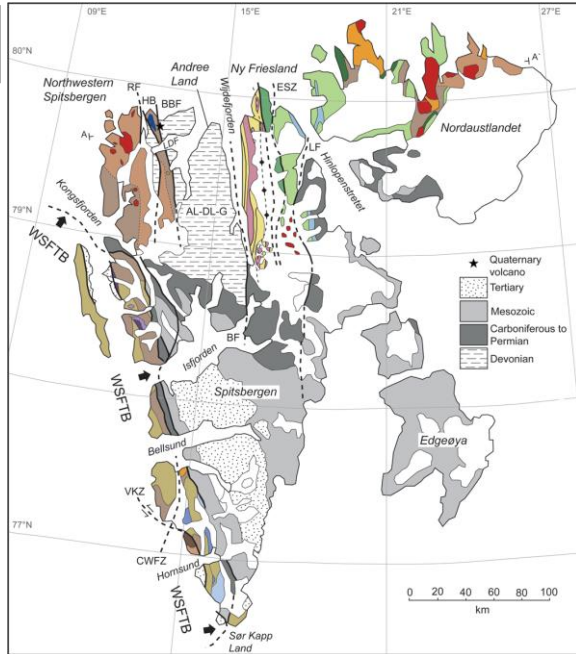 09°E
15°E
21°E
27°E
80°N
79°N
77°N
Andree
Land
Ny Friesland
Northwestern
Spitsbergen
RF
HB
BBF
Wijdefjorden
ESZ
A
A'
Nordaustlandet
LF
Hinlopenstretet
Kongsfjorden
AL-DL-G
WSFTB
BF
Isfjorden
WSFTB
Spitsbergen
Edgeøya
Bellsund
VKZ
CWFZ
Hornsund
WSFTB
Sør Kapp
Land
Quaternary
volcano
Tertiary
Mesozoic
Carboniferous to
Permian
Devonian
0 20 40 60 80 100
km